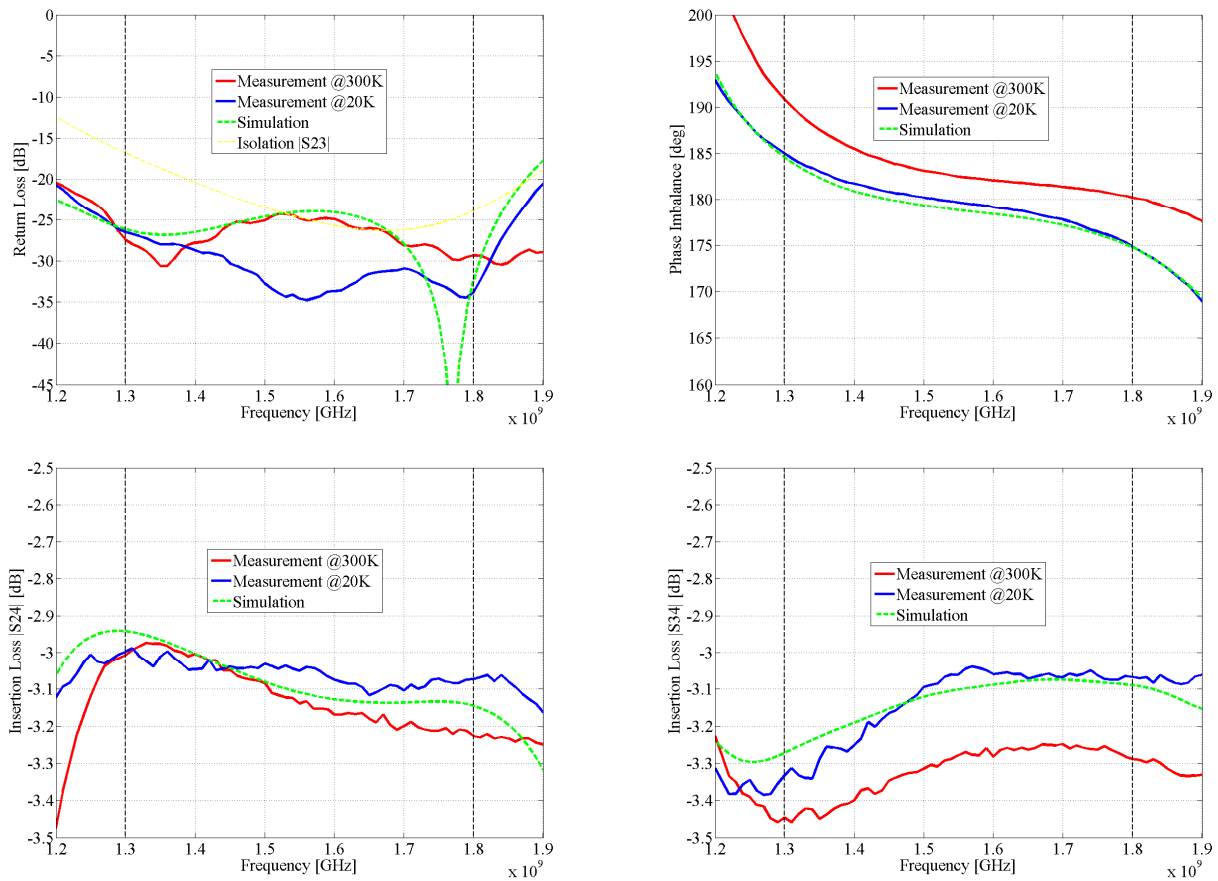 0
-5
-10
-15
-20
-25
-30
-35
-40
-45
Return Loss [dB]
Measurement @300K
Measurement @20K
Simulation
Isolation |S23|
1.2 1.3 1.4 1.5 1.6 1.7 1.8 1.9
Frequency [GHz]
x 10^9
200
195
190
185
180
175
170
165
160
Phase Imbalance [deg]
Measurement @300K
Measurement @20K
Simulation
1.2 1.3 1.4 1.5 1.6 1.7 1.8 1.9
Frequency [GHz]
x 10^9
-2.5
-2.6
-2.7
-2.8
-2.9
-3
-3.1
-3.2
-3.3
-3.4
-3.5
Insertion Loss |S24| [dB]
Measurement @300K
Measurement @20K
Simulation
1.2 1.3 1.4 1.5 1.6 1.7 1.8 1.9
Frequency [GHz]
x 10^9
-2.5
-2.6
-2.7
-2.8
-2.9
-3
-3.1
-3.2
-3.3
-3.4
-3.5
Insertion Loss |S34| [dB]
Measurement @300K
Measurement @20K
Simulation
1.2 1.3 1.4 1.5 1.6 1.7 1.8 1.9
Frequency [GHz]
x 10^9